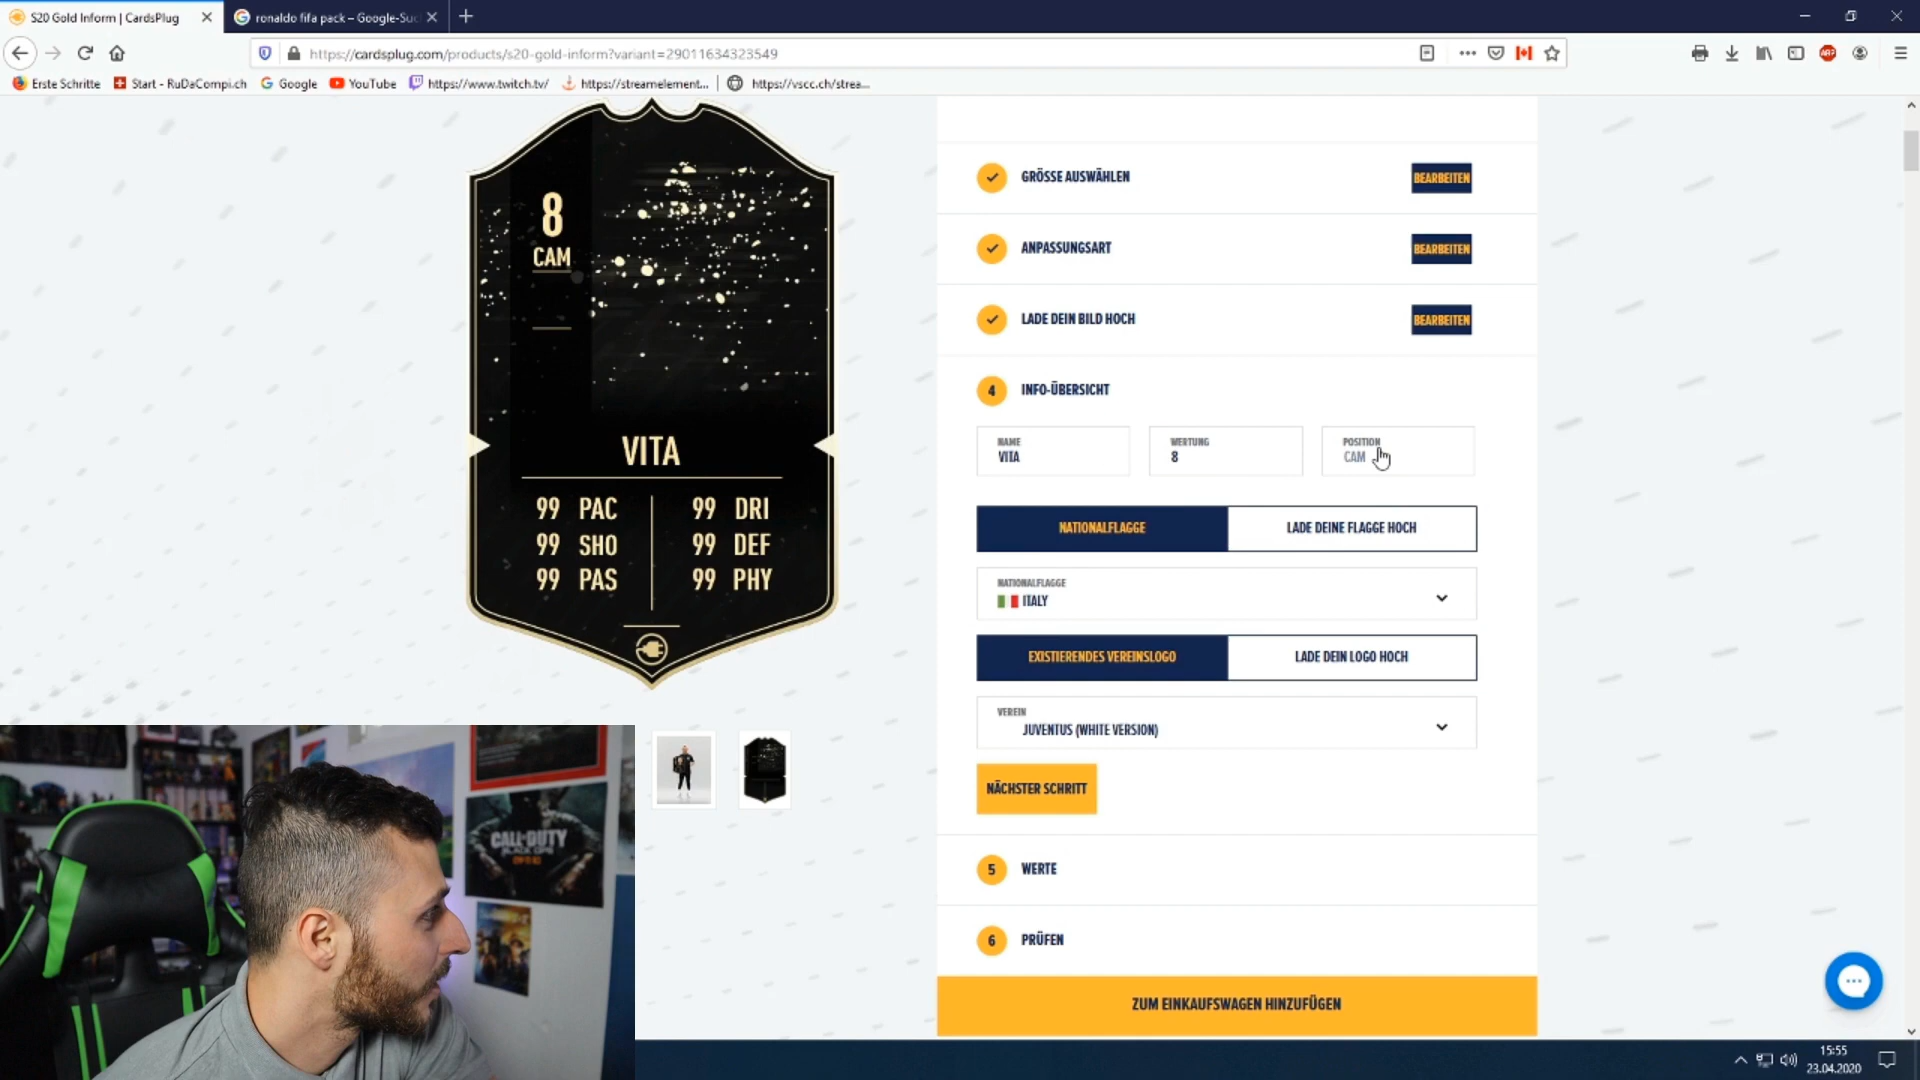 S20 Gold Inform | CardsPlug
ronaldo fifa pack – Google-Suc
https://cardsplug.com/products/s20-gold-inform?variant=29011634323549
ABP
Erste Schritte
Start - RuDaCompi.ch
Google
YouTube
https://www.twitch.tv/
https://streamelement...
https://vscc.ch/strea...
8
CAM
VITA
99 PAC 99 DRI
99 SHO 99 DEF
99 PAS 99 PHY
GRÖSSE AUSWÄHLEN
BEARBEITEN
ANPASSUNGSART
BEARBEITEN
LADE DEIN BILD HOCH
BEARBEITEN
4 INFO-ÜBERSICHT
NAME
VITA
WERTUNG
8
POSITION
CAM
NATIONALFLAGGE
LADE DEINE FLAGGE HOCH
NATIONALFLAGGE
ITALY
EXISTIERENDES VEREINSLOGO
LADE DEIN LOGO HOCH
VEREIN
JUVENTUS (WHITE VERSION)
NÄCHSTER SCHRITT
5 WERTE
6 PRÜFEN
ZUM EINKAUFSWAGEN HINZUFÜGEN
CALL·DUTY
BLACK OPS
15:55
23.04.2020